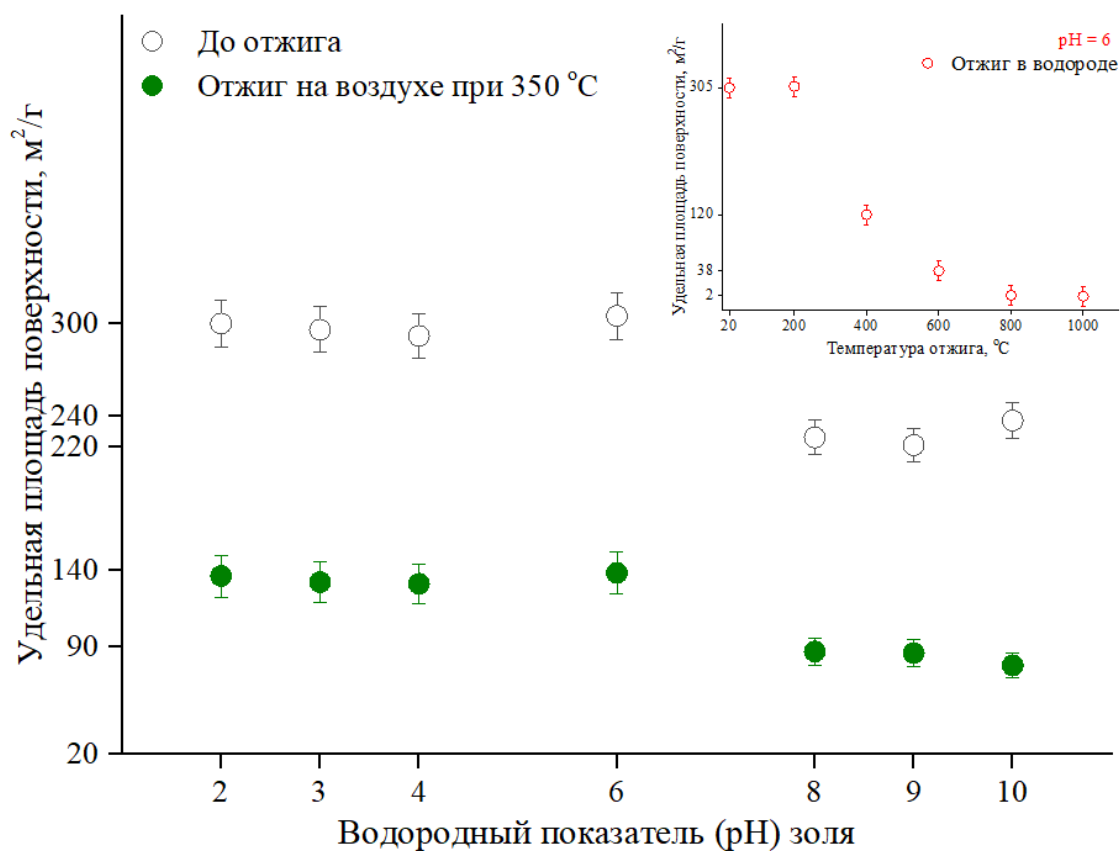 До отжига
Отжиг на воздухе при 350 °C
Удельная площадь поверхности, м²/г
300
240
220
140
90
20
2 3 4 6 8 9 10
Водородный показатель (pH) золя
pH = 6
Отжиг в водороде
Удельная площадь поверхности, м²/г
305
120
38
2
20 200 400 600 800 1000
Температура отжига, °C